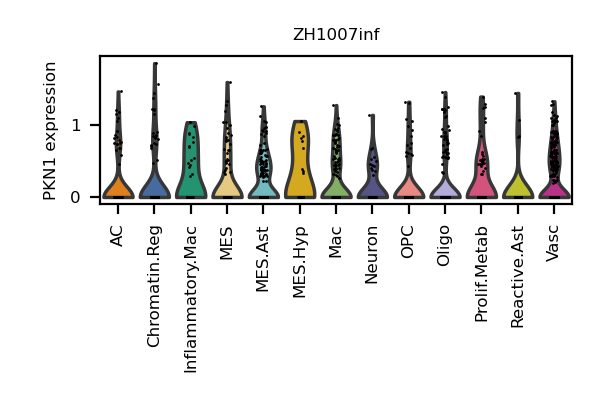 ZH1007inf
PKN1 expression
1
0
AC
Chromatin.Reg
Inflammatory.Mac
MES
MES.Ast
MES.Hyp
Mac
Neuron
OPC
Oligo
Prolif.Metab
Reactive.Ast
Vasc